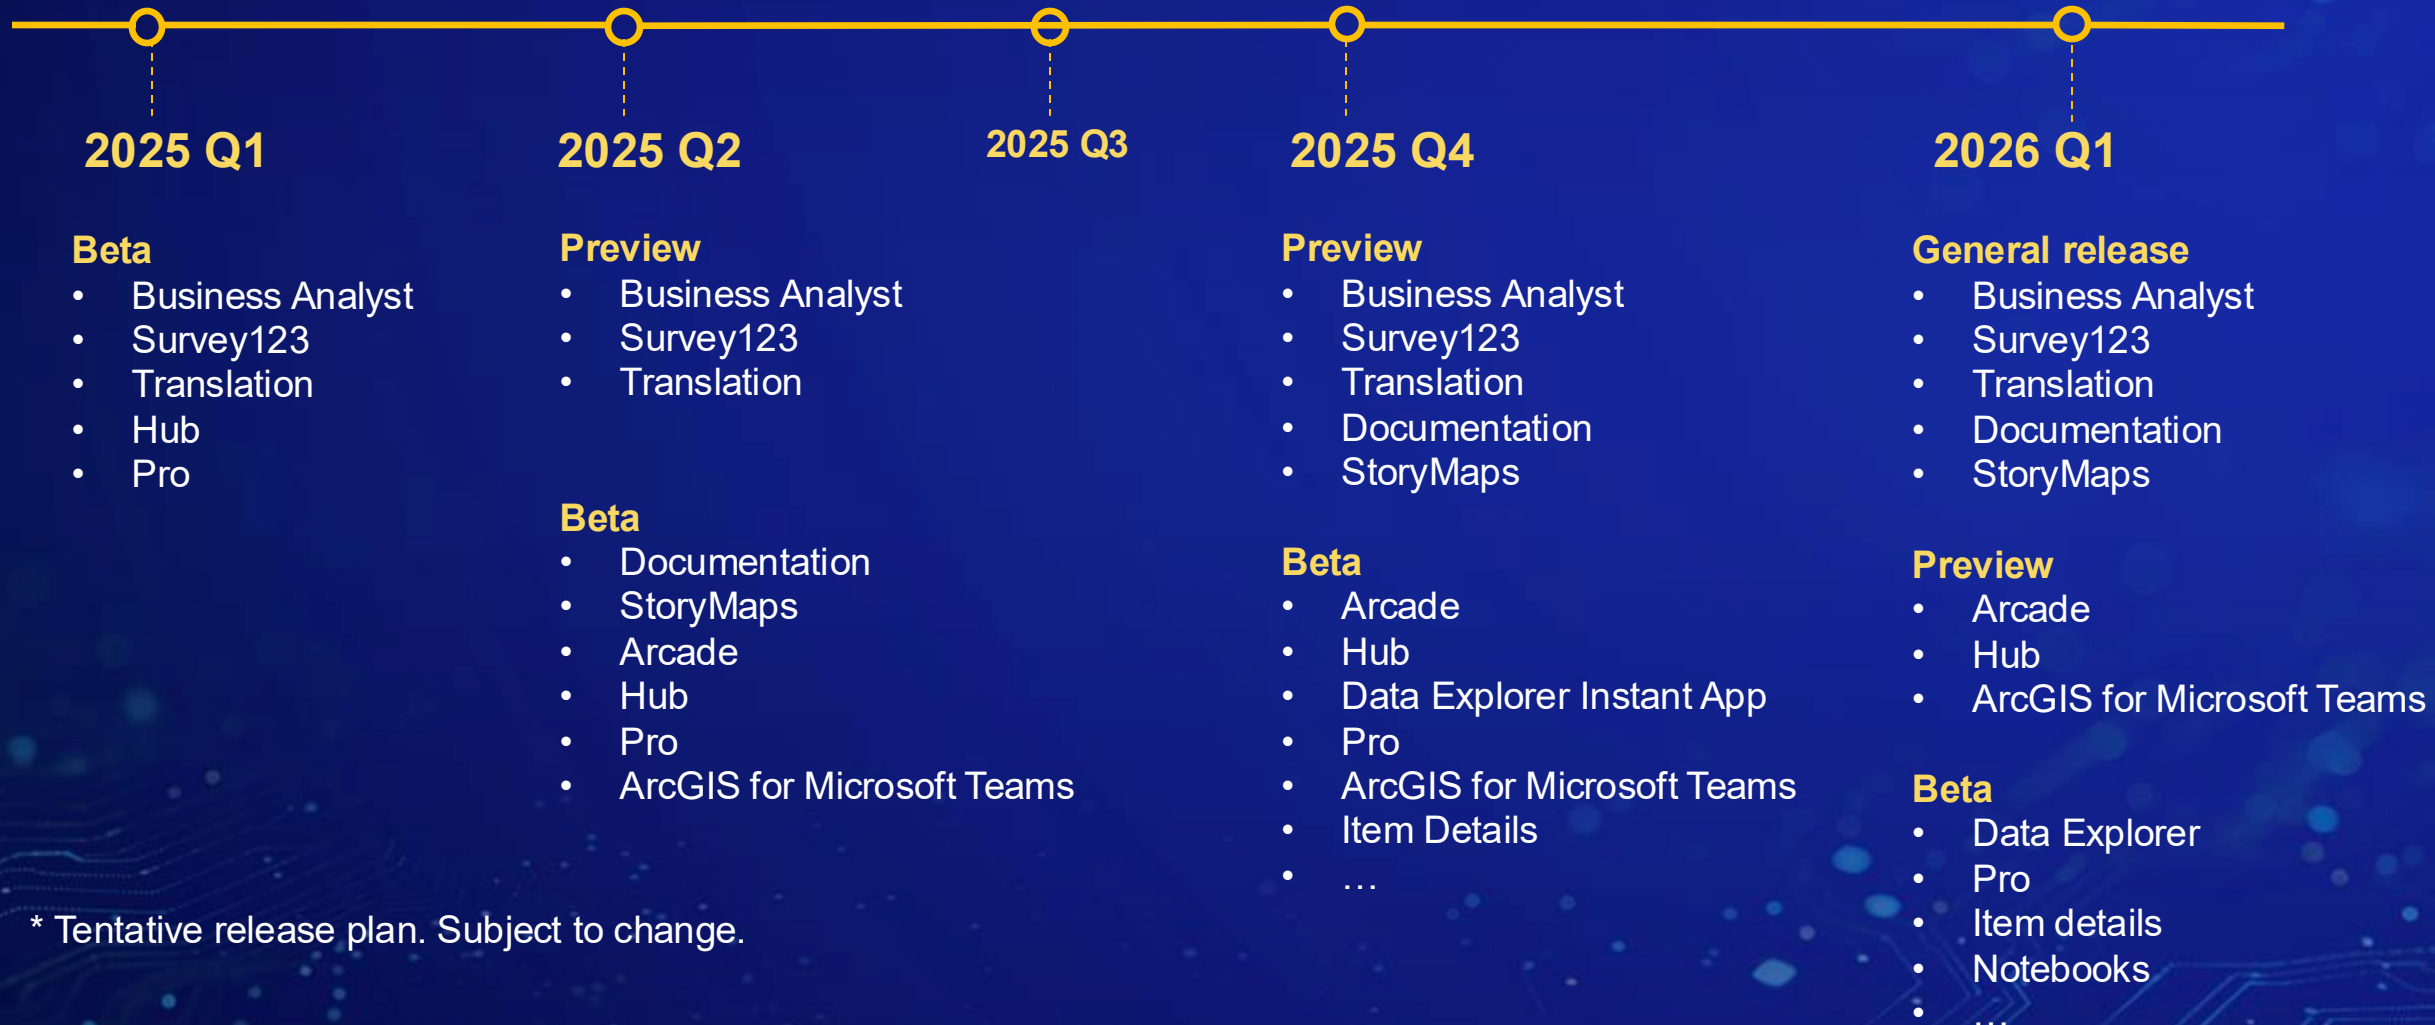 2025 Q1
2025 Q2
2025 Q3
2025 Q4
2026 Q1
Beta
• Business Analyst
• Survey123
• Translation
• Hub
• Pro
Preview
• Business Analyst
• Survey123
• Translation
Beta
• Documentation
• StoryMaps
• Arcade
• Hub
• Pro
• ArcGIS for Microsoft Teams
Preview
• Business Analyst
• Survey123
• Translation
• Documentation
• StoryMaps
Beta
• Arcade
• Hub
• Data Explorer Instant App
• Pro
• ArcGIS for Microsoft Teams
• Item Details
• …
General release
• Business Analyst
• Survey123
• Translation
• Documentation
• StoryMaps
Preview
• Arcade
• Hub
• ArcGIS for Microsoft Teams
Beta
• Data Explorer
• Pro
• Item details
• Notebooks
• …
* Tentative release plan. Subject to change.